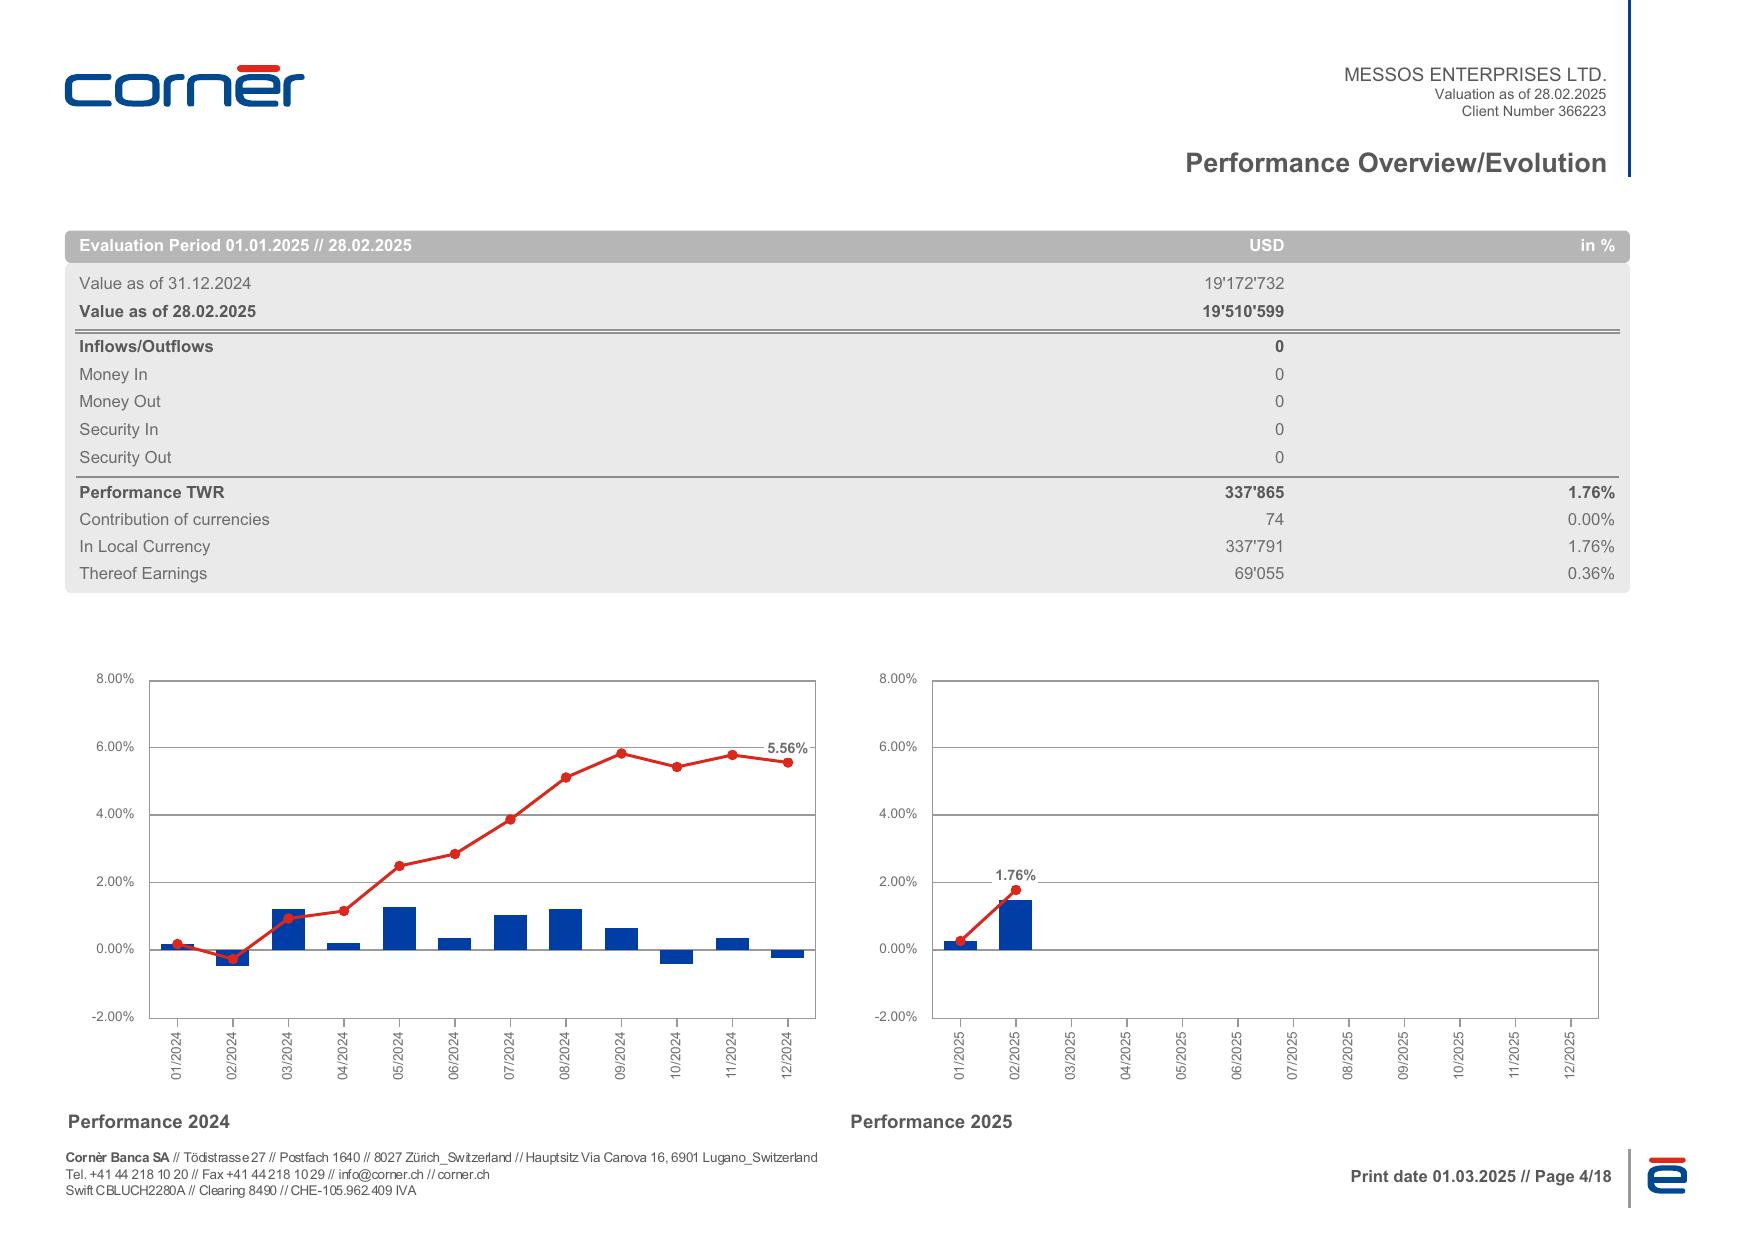 cornèr
MESSOS ENTERPRISES LTD.
Valuation as of 28.02.2025
Client Number 366223
Performance Overview/Evolution
Evaluation Period 01.01.2025 // 28.02.2025 USD in %
Value as of 31.12.2024 19'172'732
Value as of 28.02.2025 19'510'599
Inflows/Outflows 0
Money In 0
Money Out 0
Security In 0
Security Out 0
Performance TWR 337'865 1.76%
Contribution of currencies 74 0.00%
In Local Currency 337'791 1.76%
Thereof Earnings 69'055 0.36%
8.00%
6.00%
4.00%
2.00%
0.00%
-2.00%
5.56%
01/2024 02/2024 03/2024 04/2024 05/2024 06/2024 07/2024 08/2024 09/2024 10/2024 11/2024 12/2024
Performance 2024
8.00%
6.00%
4.00%
2.00%
0.00%
-2.00%
1.76%
01/2025 02/2025 03/2025 04/2025 05/2025 06/2025 07/2025 08/2025 09/2025 10/2025 11/2025 12/2025
Performance 2025
Cornèr Banca SA // Tödistrasse 27 // Postfach 1640 // 8027 Zürich_Switzerland // Hauptsitz Via Canova 16, 6901 Lugano_Switzerland
Tel. +41 44 218 10 20 // Fax +41 44 218 10 29 // info@corner.ch // corner.ch
Swift CBLUCH2280A // Clearing 8490 // CHE-105.962.409 IVA
Print date 01.03.2025 // Page 4/18
è